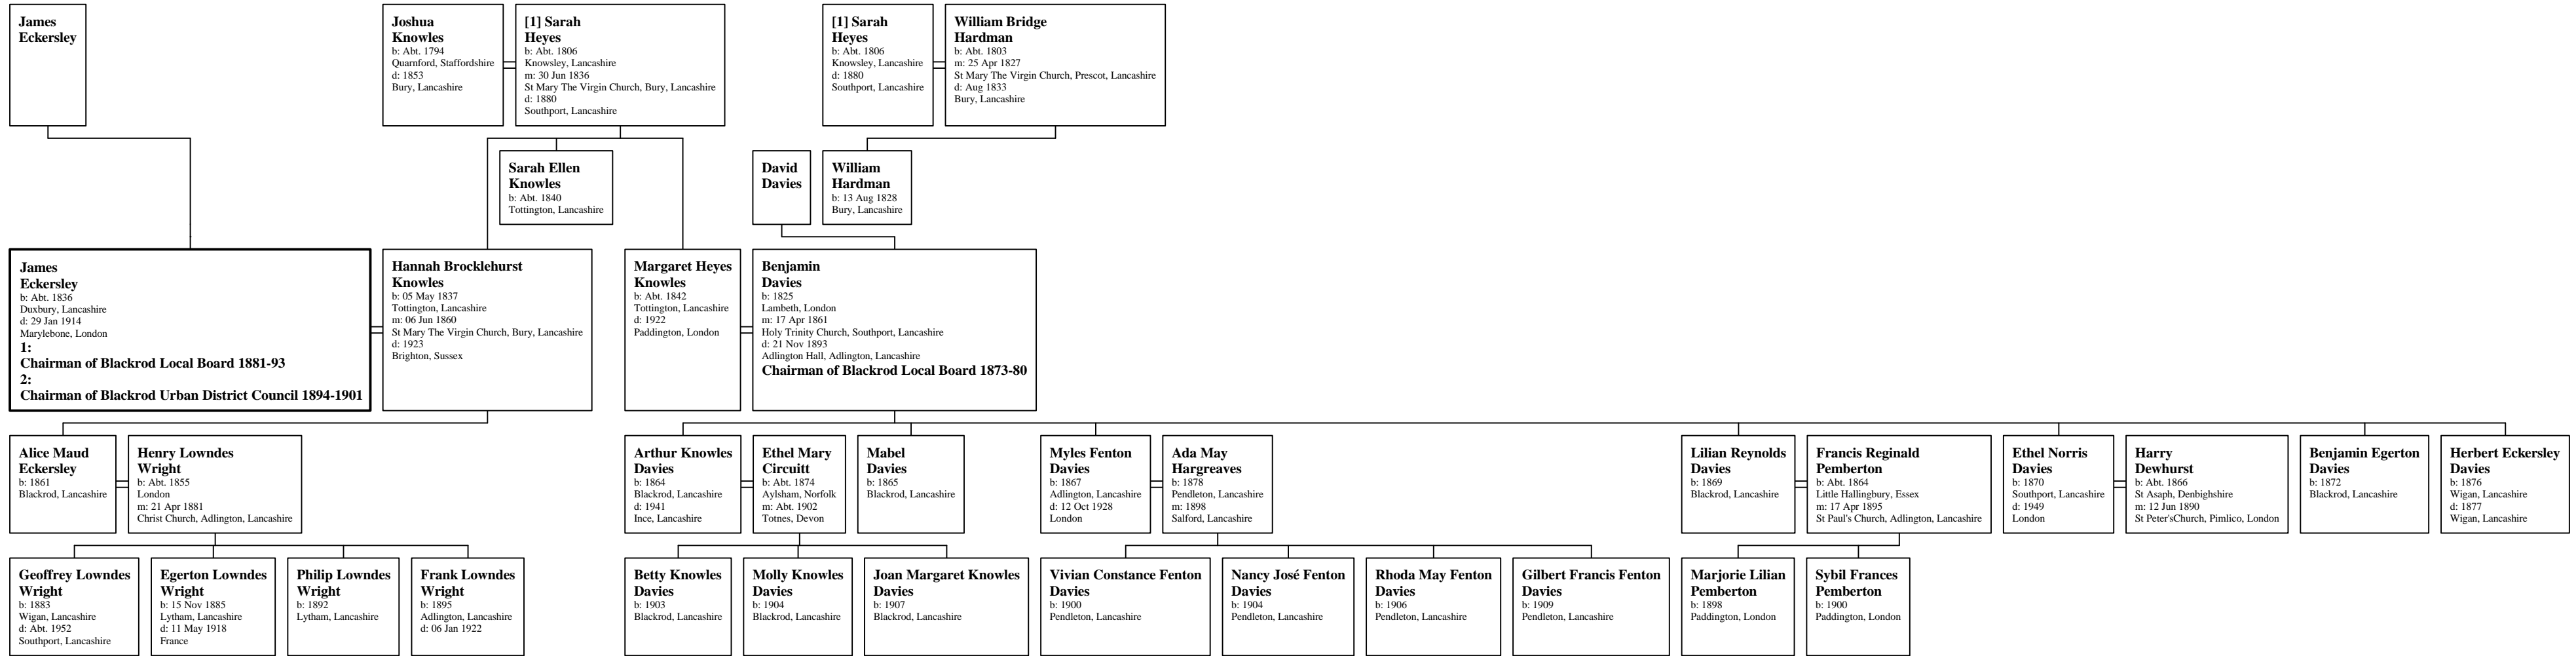 James
Eckersley
Joshua
Knowles
b: Abt. 1794
Quarnford, Staffordshire
d: 1853
Bury, Lancashire
[1] Sarah
Heyes
b: Abt. 1806
Knowsley, Lancashire
m: 30 Jun 1836
St Mary The Virgin Church, Bury, Lancashire
d: 1880
Southport, Lancashire
[1] Sarah
Heyes
b: Abt. 1806
Knowsley, Lancashire
d: 1880
Southport, Lancashire
William Bridge
Hardman
b: Abt. 1803
m: 25 Apr 1827
St Mary The Virgin Church, Prescot, Lancashire
d: Aug 1833
Bury, Lancashire
Sarah Ellen
Knowles
b: Abt. 1840
Tottington, Lancashire
David
Davies
William
Hardman
b: 13 Aug 1828
Bury, Lancashire
James
Eckersley
b: Abt. 1836
Duxbury, Lancashire
d: 29 Jan 1914
Marylebone, London
1:
Chairman of Blackrod Local Board 1881-93
2:
Chairman of Blackrod Urban District Council 1894-1901
Hannah Brocklehurst
Knowles
b: 05 May 1837
Tottington, Lancashire
m: 06 Jun 1860
St Mary The Virgin Church, Bury, Lancashire
d: 1923
Brighton, Sussex
Margaret Heyes
Knowles
b: Abt. 1842
Tottington, Lancashire
d: 1922
Paddington, London
Benjamin
Davies
b: 1825
Lambeth, London
m: 17 Apr 1861
Holy Trinity Church, Southport, Lancashire
d: 21 Nov 1893
Adlington Hall, Adlington, Lancashire
Chairman of Blackrod Local Board 1873-80
Alice Maud
Eckersley
b: 1861
Blackrod, Lancashire
Henry Lowndes
Wright
b: Abt. 1855
London
m: 21 Apr 1881
Christ Church, Adlington, Lancashire
Arthur Knowles
Davies
b: 1864
Blackrod, Lancashire
d: 1941
Ince, Lancashire
Ethel Mary
Circuitt
b: Abt. 1874
Aylsham, Norfolk
m: Abt. 1902
Totnes, Devon
Mabel
Davies
b: 1865
Blackrod, Lancashire
Myles Fenton
Davies
b: 1867
Adlington, Lancashire
d: 12 Oct 1928
London
Ada May
Hargreaves
b: 1878
Pendleton, Lancashire
m: 1898
Salford, Lancashire
Lilian Reynolds
Davies
b: 1869
Blackrod, Lancashire
Francis Reginald
Pemberton
b: Abt. 1864
Little Hallingbury, Essex
m: 17 Apr 1895
St Paul's Church, Adlington, Lancashire
Ethel Norris
Davies
b: 1870
Southport, Lancashire
d: 1949
London
Harry
Dewhurst
b: Abt. 1866
St Asaph, Denbighshire
m: 12 Jun 1890
St Peter'sChurch, Pimlico, London
Benjamin Egerton
Davies
b: 1872
Blackrod, Lancashire
Herbert Eckersley
Davies
b: 1876
Wigan, Lancashire
d: 1877
Wigan, Lancashire
Geoffrey Lowndes
Wright
b: 1883
Wigan, Lancashire
d: Abt. 1952
Southport, Lancashire
Egerton Lowndes
Wright
b: 15 Nov 1885
Lytham, Lancashire
d: 11 May 1918
France
Philip Lowndes
Wright
b: 1892
Lytham, Lancashire
Frank Lowndes
Wright
b: 1895
Adlington, Lancashire
d: 06 Jan 1922
Betty Knowles
Davies
b: 1903
Blackrod, Lancashire
Molly Knowles
Davies
b: 1904
Blackrod, Lancashire
Joan Margaret Knowles
Davies
b: 1907
Blackrod, Lancashire
Vivian Constance Fenton
Davies
b: 1900
Pendleton, Lancashire
Nancy José Fenton
Davies
b: 1904
Pendleton, Lancashire
Rhoda May Fenton
Davies
b: 1906
Pendleton, Lancashire
Gilbert Francis Fenton
Davies
b: 1909
Pendleton, Lancashire
Marjorie Lilian
Pemberton
b: 1898
Paddington, London
Sybil Frances
Pemberton
b: 1900
Paddington, London